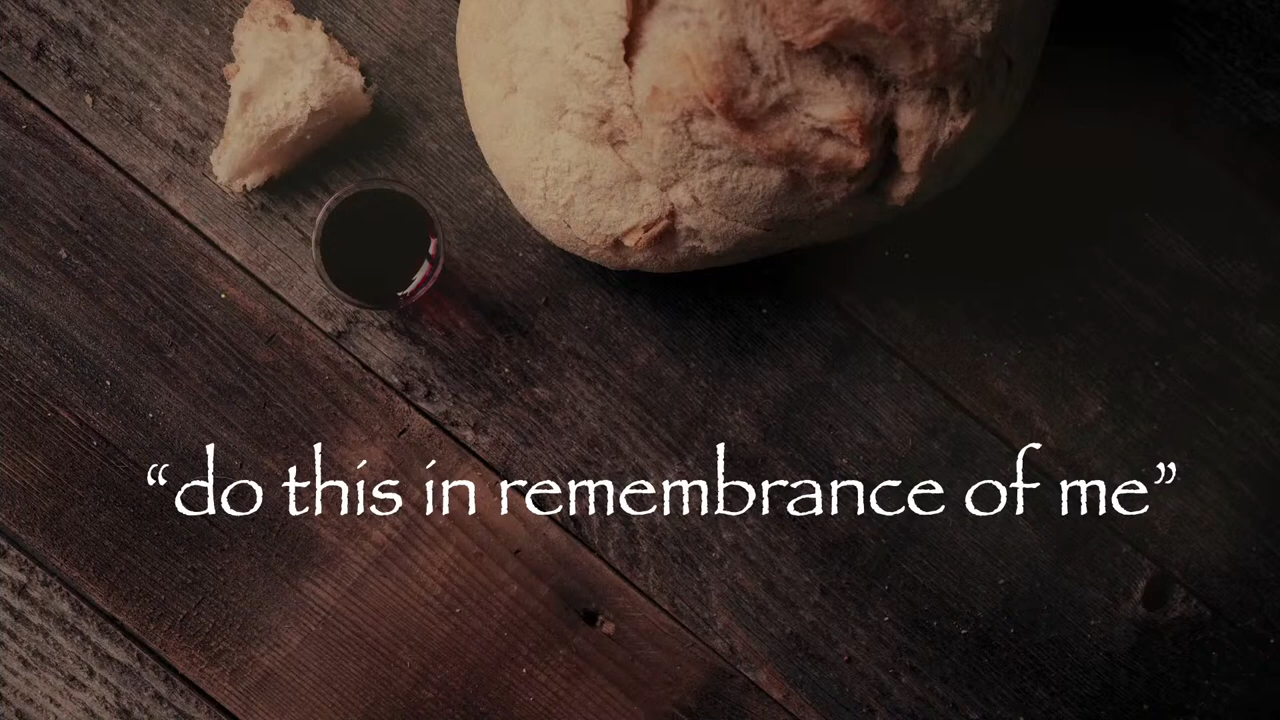 “do this in remembrance of me”